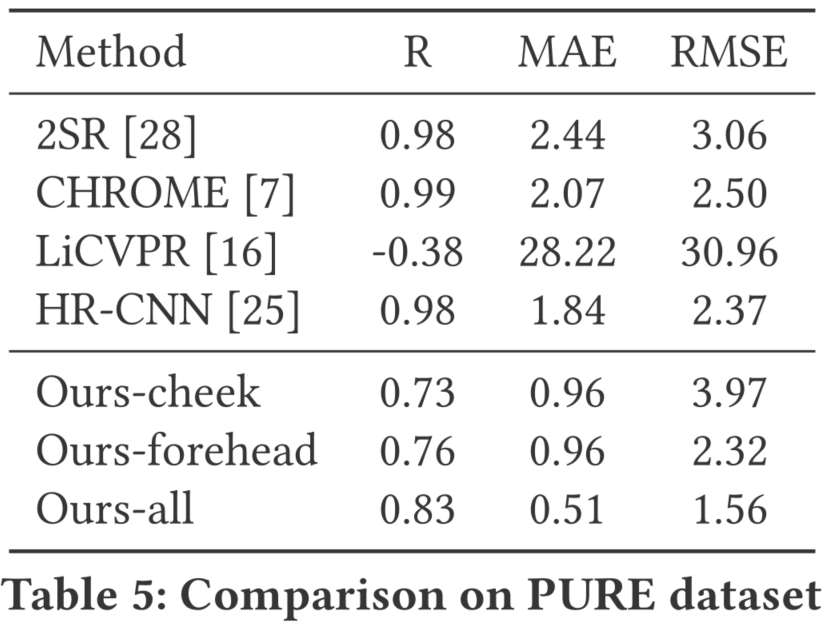 Method R MAE RMSE
2SR [28] 0.98 2.44 3.06
CHROME [7] 0.99 2.07 2.50
LiCVPR [16] -0.38 28.22 30.96
HR-CNN [25] 0.98 1.84 2.37
Ours-cheek 0.73 0.96 3.97
Ours-forehead 0.76 0.96 2.32
Ours-all 0.83 0.51 1.56
Table 5: Comparison on PURE dataset